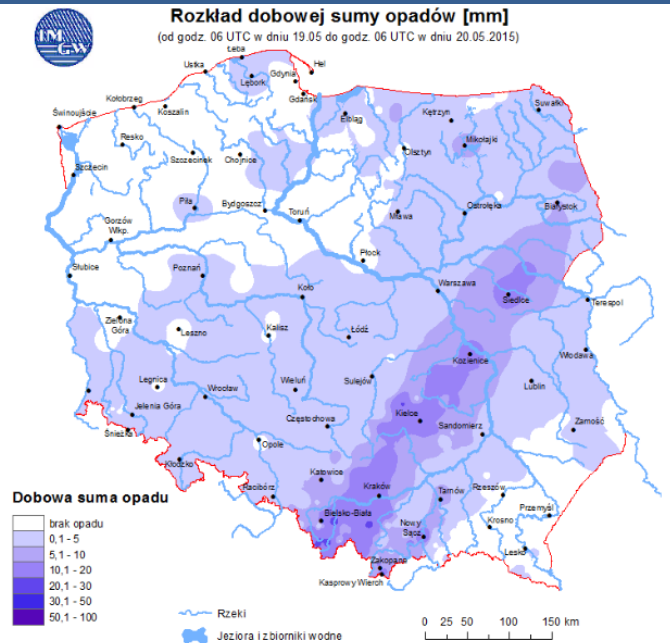 IM
GW
Rozkład dobowej sumy opadów [mm]
(od godz. 06 UTC w dniu 19.05 do godz. 06 UTC w dniu 20.05.2015)
Łeba
Hel
Ustka
Gdynia
Lębork
Suwałki
Kołobrzeg
Gdańsk
Świnoujście
Koszalin
Elbląg
Kętrzyn
Resko
Mikołajki
Szczecinek
Chojnice
Olsztyn
Szczecin
Piła
Ostrołęka
Białystok
Bydgoszcz
Mława
Gorzów
Wlkp.
Toruń
Płock
Słubice
Poznań
Koło
Warszawa
Siedlce
Terespol
Zielona
Góra
Leszno
Kalisz
Łódź
Kozienice
Włodawa
Legnica
Wrocław
Wieluń
Sulejów
Lublin
Jelenia Góra
Kielce
Częstochowa
Sandomierz
Zamość
Śnieżka
Opole
Kłodzko
Katowice
Racibórz
Kraków
Tarnów
Rzeszów
Bielsko-Biała
Przemyśl
Nowy
Sącz
Krosno
Lesko
Zakopane
Kasprowy Wierch
Dobowa suma opadu
brak opadu
0,1 - 5
5,1 - 10
10,1 - 20
20,1 - 30
30,1 - 50
50,1 - 100
Rzeki
Jeziora i zbiorniki wodne
0 25 50 100 150 km